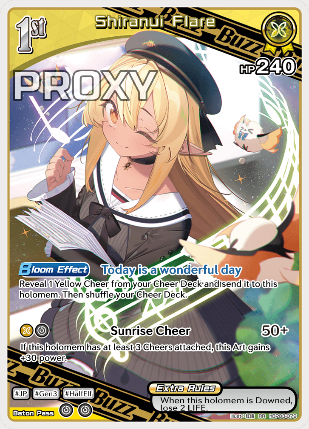 Shiranui Flare
1st
Buzz
HP240
PROXY
Bloom Effect
Today is a wonderful day
Reveal 1 Yellow Cheer from your Cheer Deck and send it to this
holomem. Then shuffle your Cheer Deck.
Sunrise Cheer
50+
If this holomem has at least 3 Cheers attached, this Art gains
+30 power.
#JP
#Gen3
#HalfElf
Baton Pass
Extra Rules
When this holomem is Downed,
lose 2 LIFE.